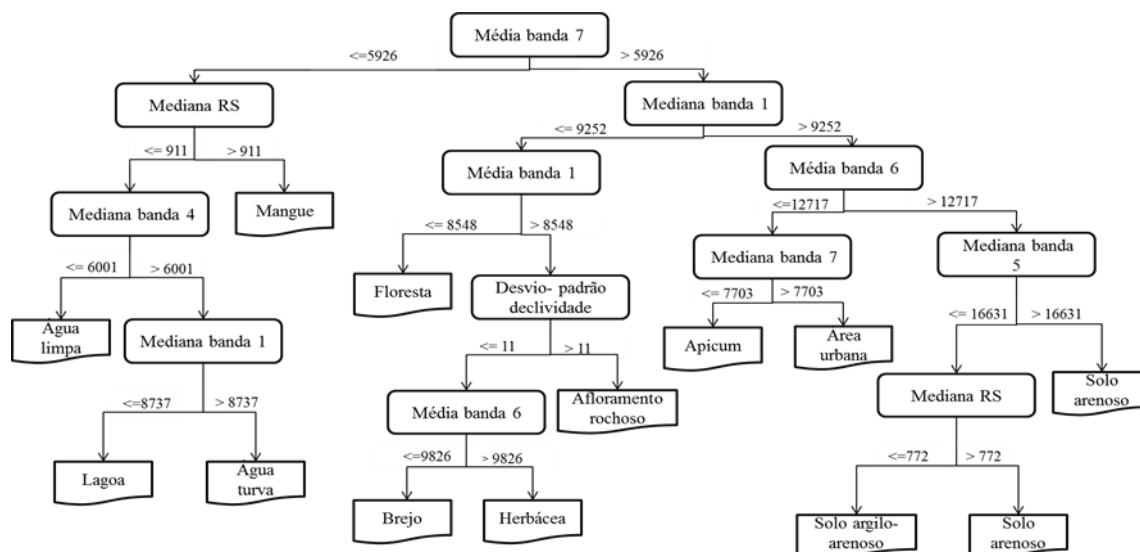 Média banda 7
<=5926
> 5926
Mediana RS
Mediana banda 1
<= 911
> 911
<= 9252
> 9252
Mediana banda 4
Mangue
Média banda 1
Média banda 6
<= 6001
> 6001
<= 8548
> 8548
<=12717
> 12717
Agua
limpa
Mediana banda 1
Floresta
Desvio- padrão
declividade
Mediana banda 7
Mediana banda
5
<= 7703
> 7703
<= 11
> 11
<= 16631
> 16631
Apicum
Area
urbana
<=8737
> 8737
Média banda 6
Afloramento
rochoso
Mediana RS
Solo
arenoso
<=9826
> 9826
<=772
> 772
Lagoa
Agua
turva
Brejo
Herbácea
Solo argilo-
arenoso
Solo
arenoso